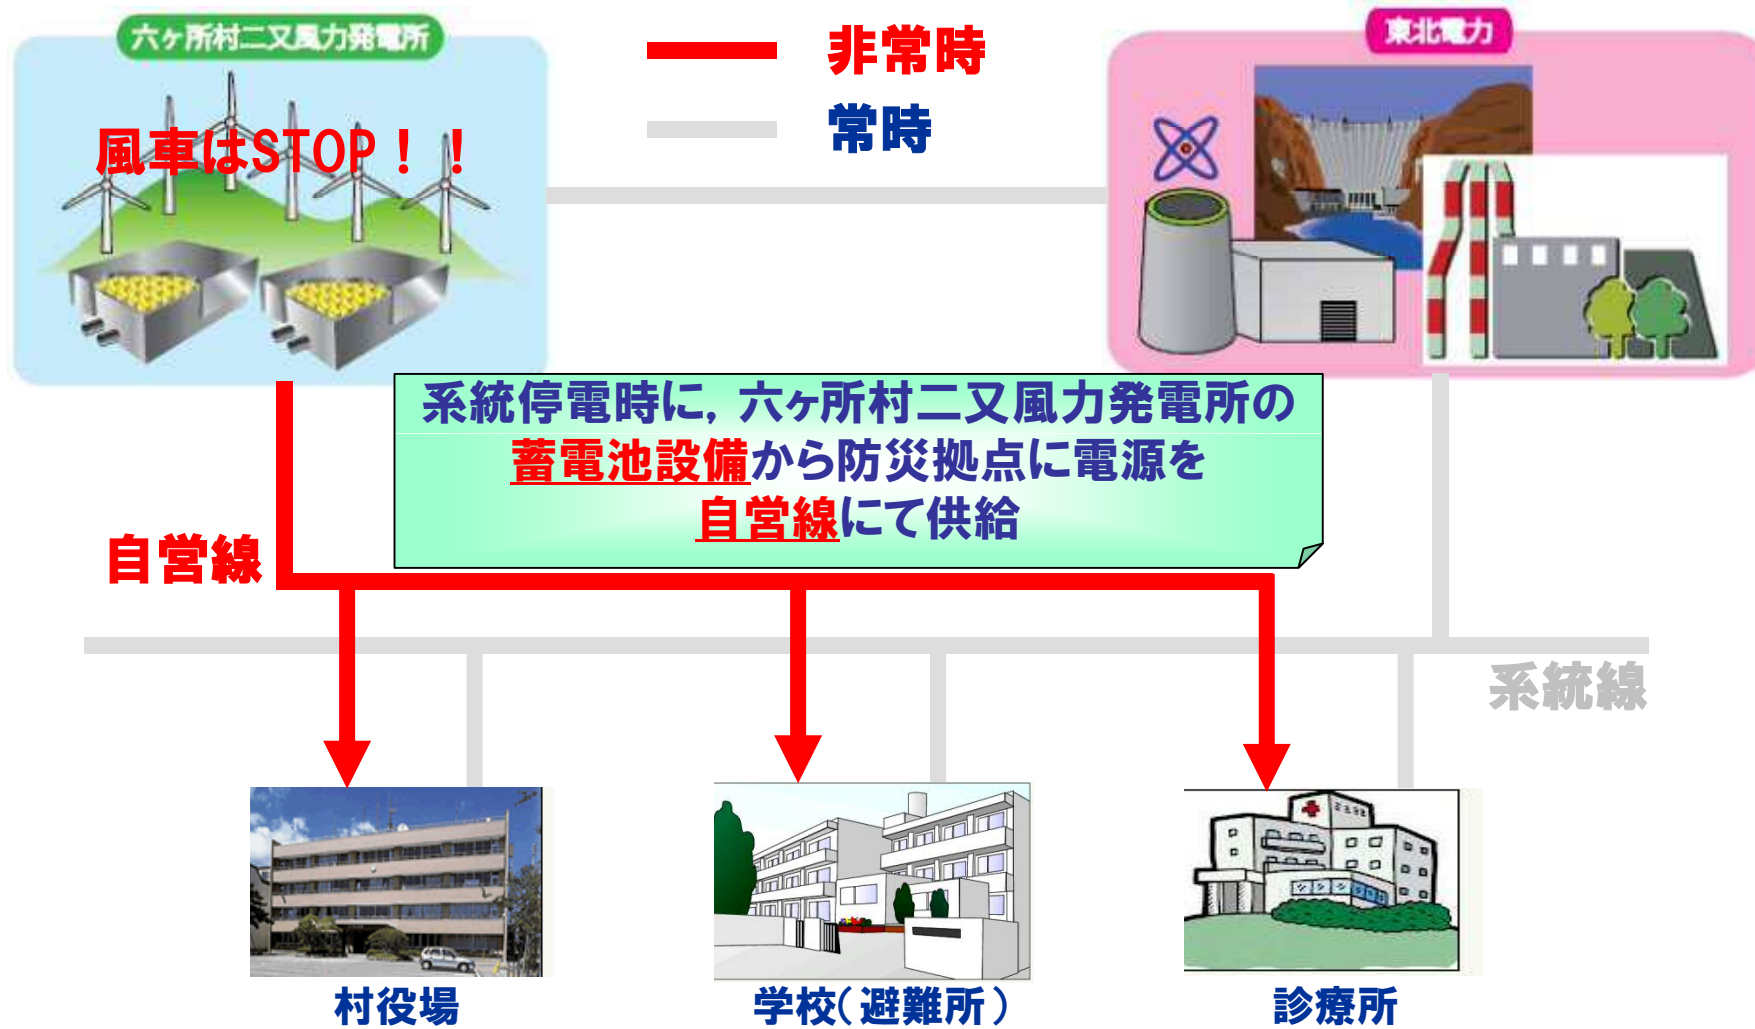 六ヶ所村二又風力発電所
非常時
東北電力
常時
風車はSTOP！！
系統停電時に，六ヶ所村二又風力発電所の
蓄電池設備から防災拠点に電源を
自営線にて供給
自営線
系統線
村役場
学校(避難所)
診療所